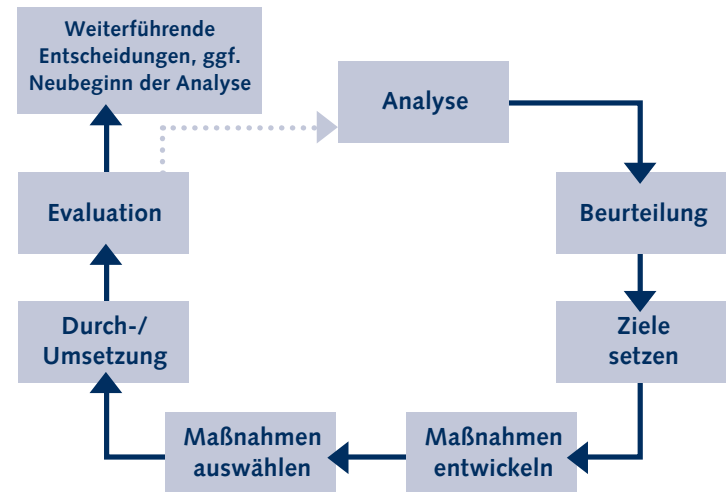 Weiterführende
Entscheidungen, ggf.
Neubeginn der Analyse
Analyse
Evaluation
Beurteilung
Durch-/
Umsetzung
Ziele
setzen
Maßnahmen
auswählen
Maßnahmen
entwickeln